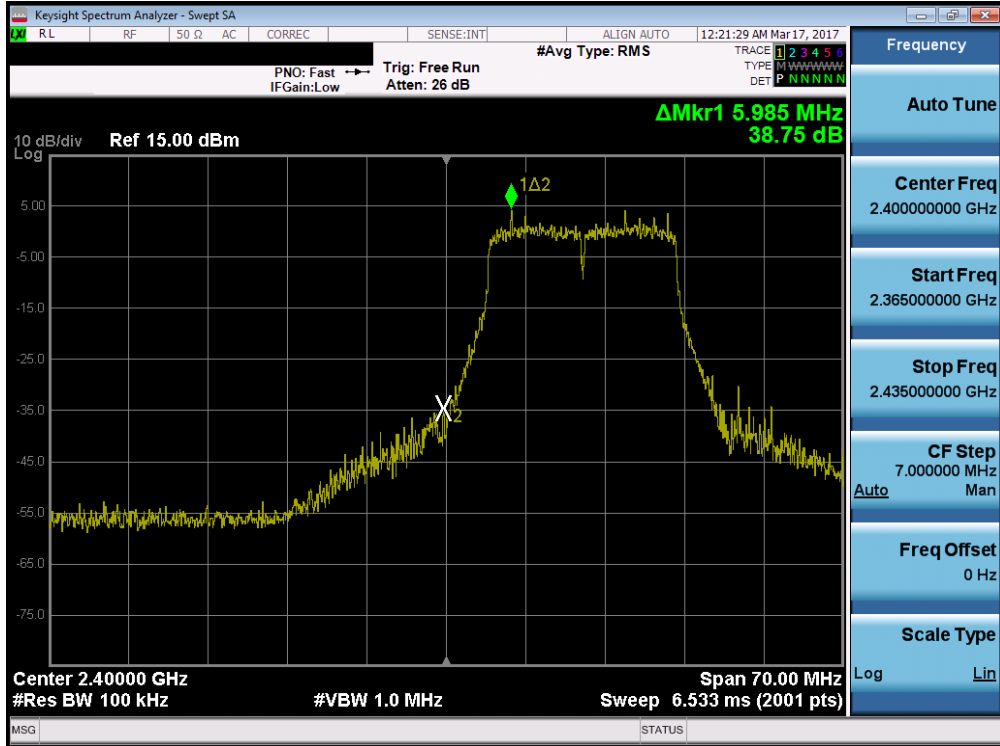 Keysight Spectrum Analyzer - Swept SA
LXI RL RF 50 Ω AC CORREC SENSE:INT ALIGN AUTO 12:21:29 AM Mar 17, 2017
#Avg Type: RMS
TRACE 1 2 3 4 5 6
TYPE M WWWWW
DET P N N N N N
PNO: Fast
IFGain:Low
Trig: Free Run
Atten: 26 dB
ΔMkr1 5.985 MHz
38.75 dB
10 dB/div
Log
Ref 15.00 dBm
1Δ2
5.00
-5.00
-15.0
-25.0
-35.0
2
-45.0
-55.0
-65.0
-75.0
Center 2.40000 GHz
Span 70.00 MHz
#Res BW 100 kHz
#VBW 1.0 MHz
Sweep 6.533 ms (2001 pts)
MSG
STATUS
Frequency
Auto Tune
Center Freq
2.400000000 GHz
Start Freq
2.365000000 GHz
Stop Freq
2.435000000 GHz
CF Step
7.000000 MHz
Auto Man
Freq Offset
0 Hz
Scale Type
Log Lin